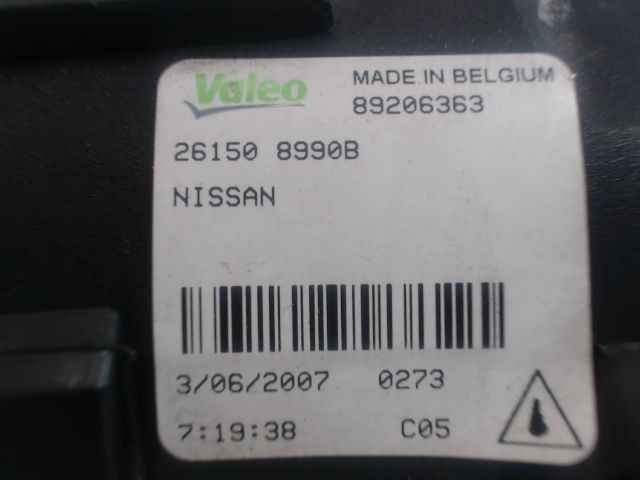 Valeo MADE IN BELGIUM
89206363
26150 8990B
NISSAN
3/06/2007 0273
7:19:38 C05